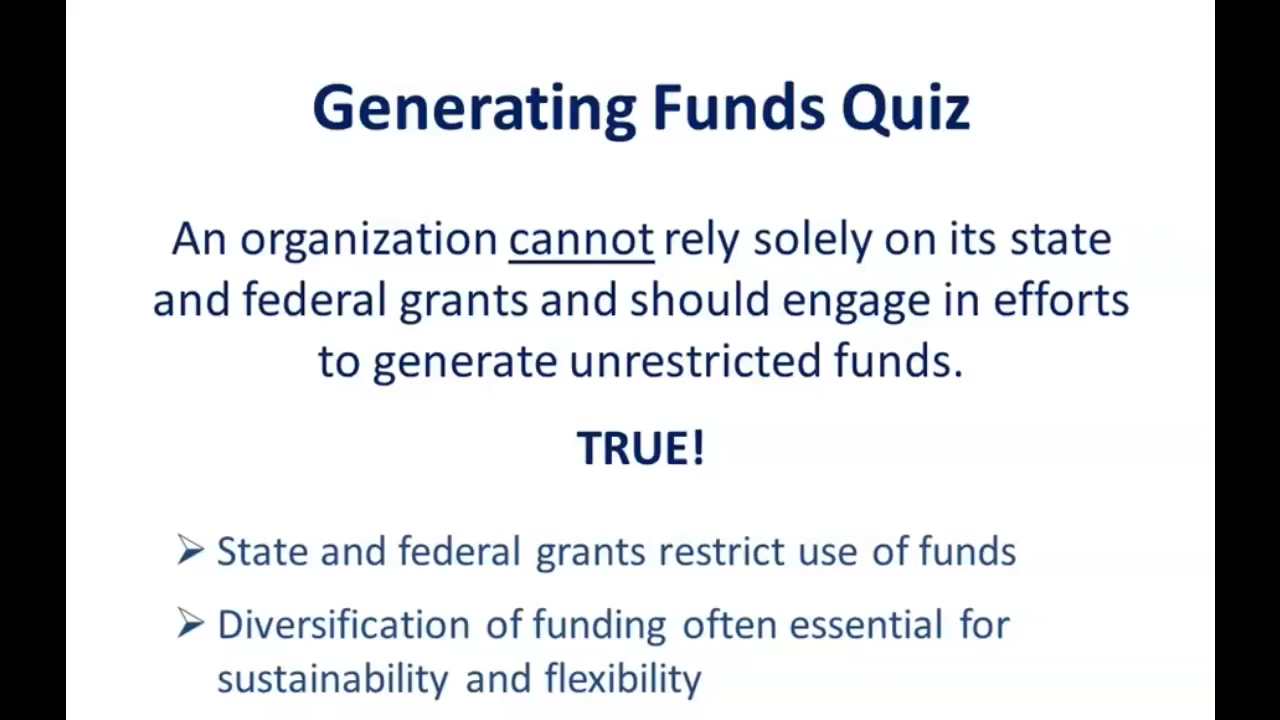 Generating Funds Quiz
An organization cannot rely solely on its state
and federal grants and should engage in efforts
to generate unrestricted funds.
TRUE!
➢ State and federal grants restrict use of funds
➢ Diversification of funding often essential for
sustainability and flexibility